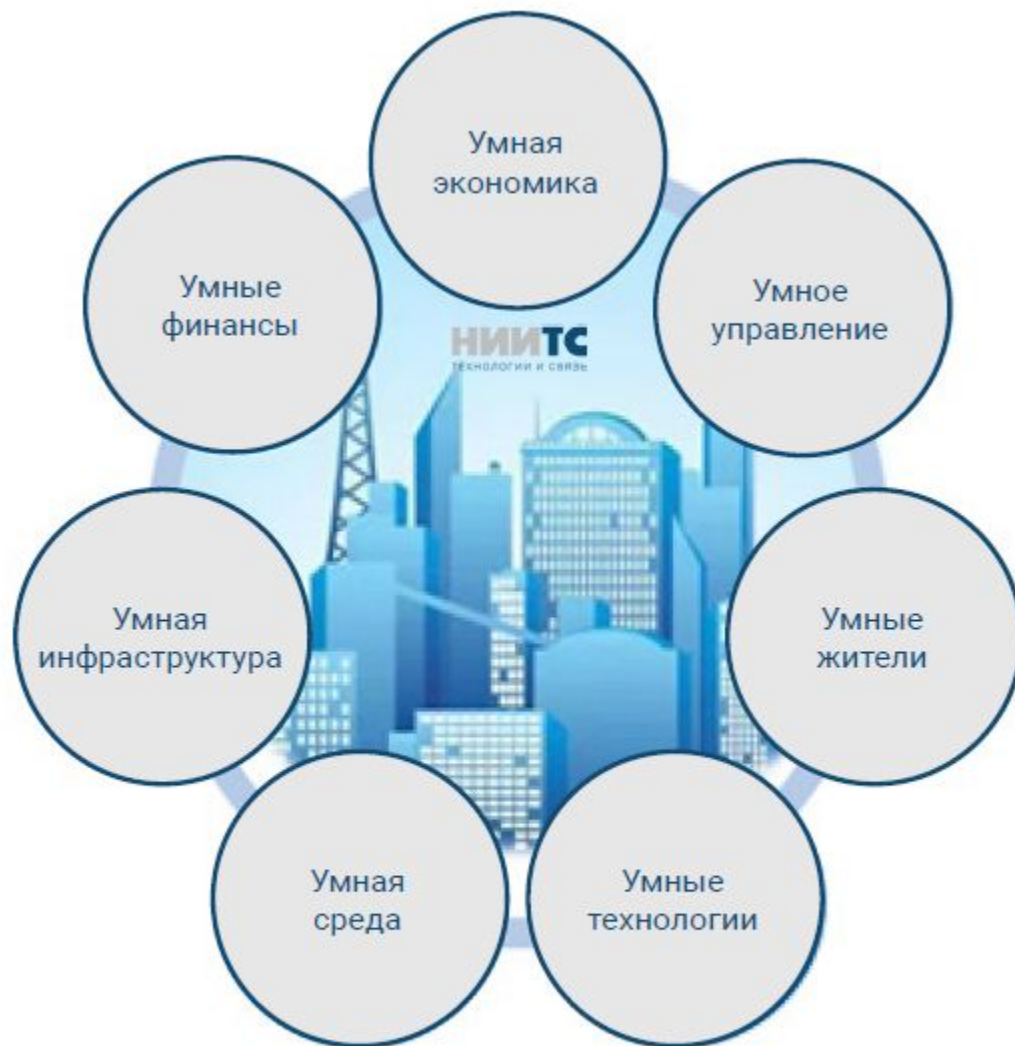 Умная
экономика
Умное
управление
Умные
жители
Умные
технологии
Умная
среда
Умная
инфраструктура
Умные
финансы
НИИТС
ТЕХНОЛОГИИ И СВЯЗЬ